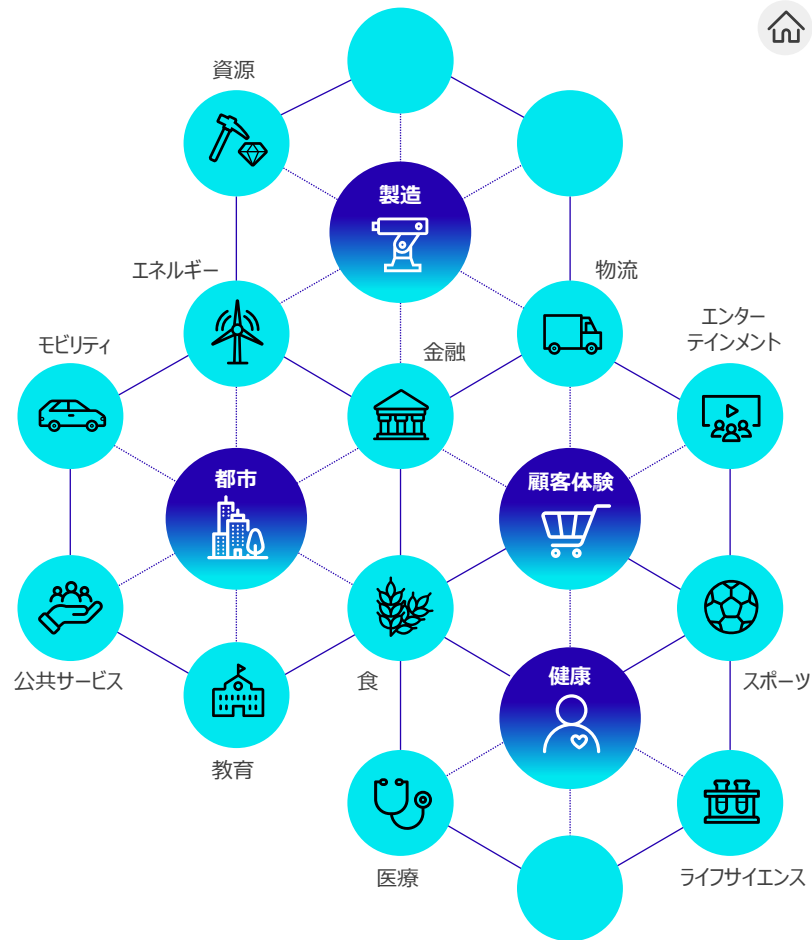 資源
製造
エネルギー
物流
エンター
テインメント
モビリティ
金融
都市
顧客体験
公共サービス
食
健康
スポーツ
教育
医療
ライフサイエンス